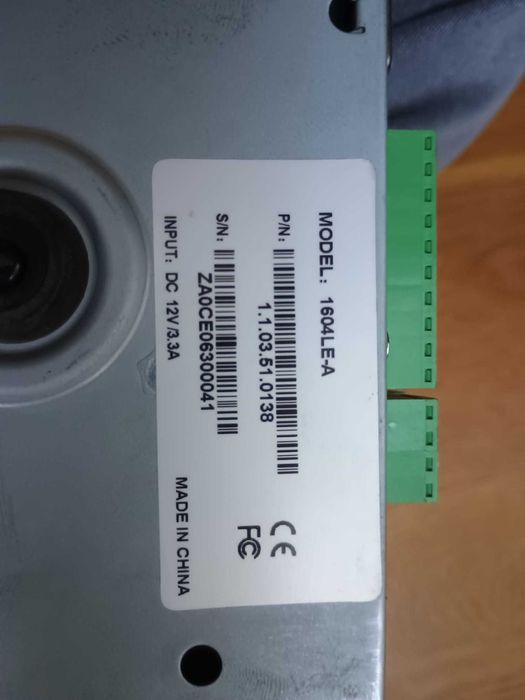 MODEL: 1604LE-A
P/N:
1.1.03.51.0138
S/N:
ZA0CE06300041
INPUT: DC 12V/3.3A
CE
FC
MADE IN CHINA